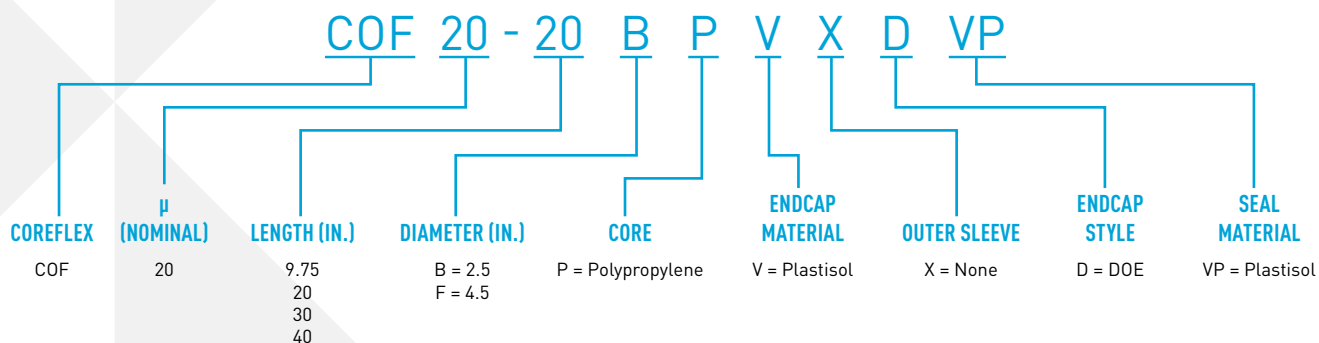 COF 20 - 20 B P V X D VP
COREFLEX
COF
µ
(NOMINAL)
20
LENGTH (IN.)
9.75
20
30
40
DIAMETER (IN.)
B = 2.5
F = 4.5
CORE
P = Polypropylene
ENDCAP
MATERIAL
V = Plastisol
OUTER SLEEVE
X = None
ENDCAP
STYLE
D = DOE
SEAL
MATERIAL
VP = Plastisol